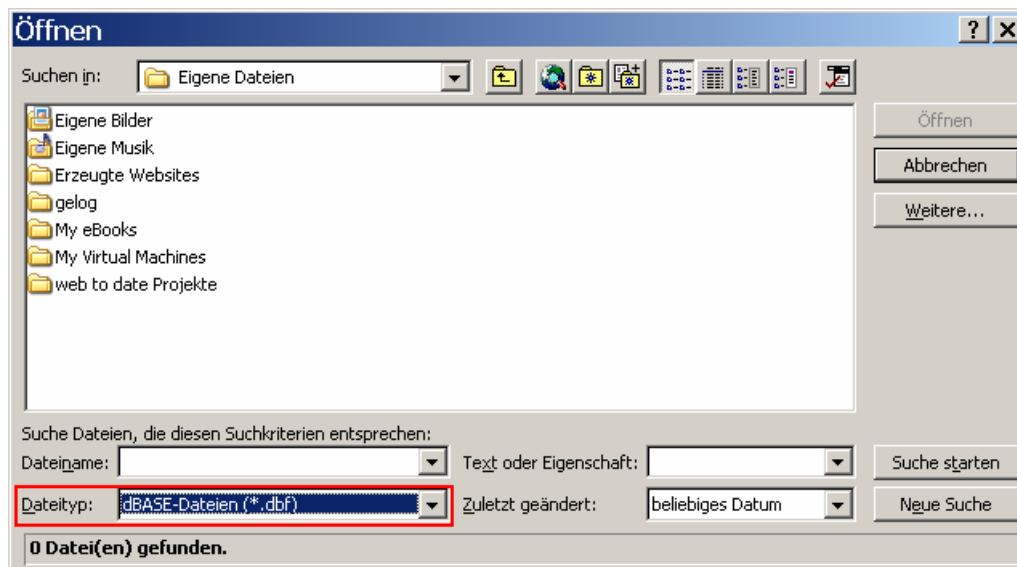 Öffnen
Suchen in: Eigene Dateien
Eigene Bilder
Eigene Musik
Erzeugte Websites
gelog
My eBooks
My Virtual Machines
web to date Projekte
Öffnen
Abbrechen
Weitere...
Suche Dateien, die diesen Suchkriterien entsprechen:
Dateiname: Text oder Eigenschaft: Suche starten
Dateityp: dBASE-Dateien (*.dbf) Zuletzt geändert: beliebiges Datum Neue Suche
0 Datei(en) gefunden.